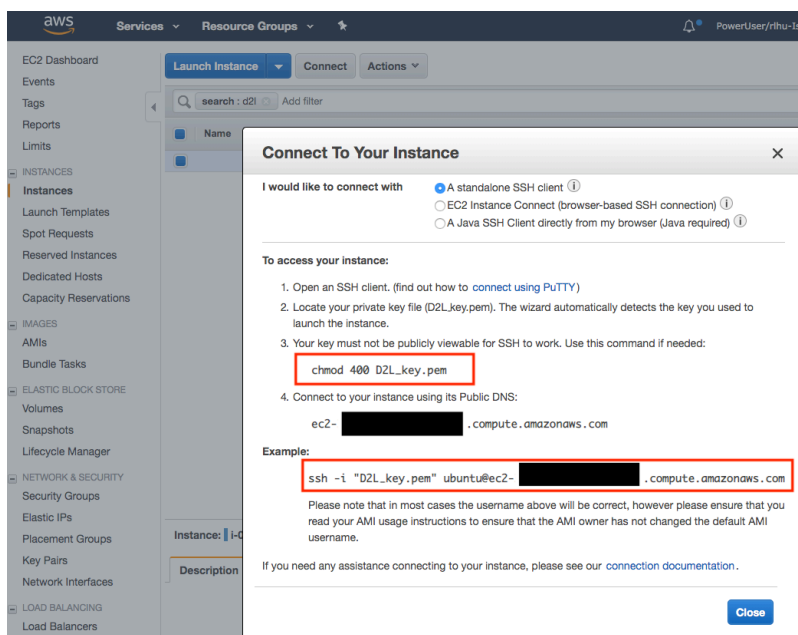 aws Services Resource Groups PowerUser/rlhu-Is
EC2 Dashboard
Events
Tags
Reports
Limits
INSTANCES
Instances
Launch Templates
Spot Requests
Reserved Instances
Dedicated Hosts
Capacity Reservations
IMAGES
AMIs
Bundle Tasks
ELASTIC BLOCK STORE
Volumes
Snapshots
Lifecycle Manager
NETWORK & SECURITY
Security Groups
Elastic IPs
Placement Groups
Key Pairs
Network Interfaces
LOAD BALANCING
Load Balancers
Launch Instance Connect Actions
search : d2l Add filter
Name
Connect To Your Instance
I would like to connect with A standalone SSH client
EC2 Instance Connect (browser-based SSH connection)
A Java SSH Client directly from my browser (Java required)
To access your instance:
1. Open an SSH client. (find out how to connect using PuTTY)
2. Locate your private key file (D2L_key.pem). The wizard automatically detects the key you used to
launch the instance.
3. Your key must not be publicly viewable for SSH to work. Use this command if needed:
chmod 400 D2L_key.pem
4. Connect to your instance using its Public DNS:
ec2- .compute.amazonaws.com
Example:
ssh -i "D2L_key.pem" ubuntu@ec2- .compute.amazonaws.com
Please note that in most cases the username above will be correct, however please ensure that you
read your AMI usage instructions to ensure that the AMI owner has not changed the default AMI
username.
If you need any assistance connecting to your instance, please see our connection documentation.
Close
Instance: i-0
Description